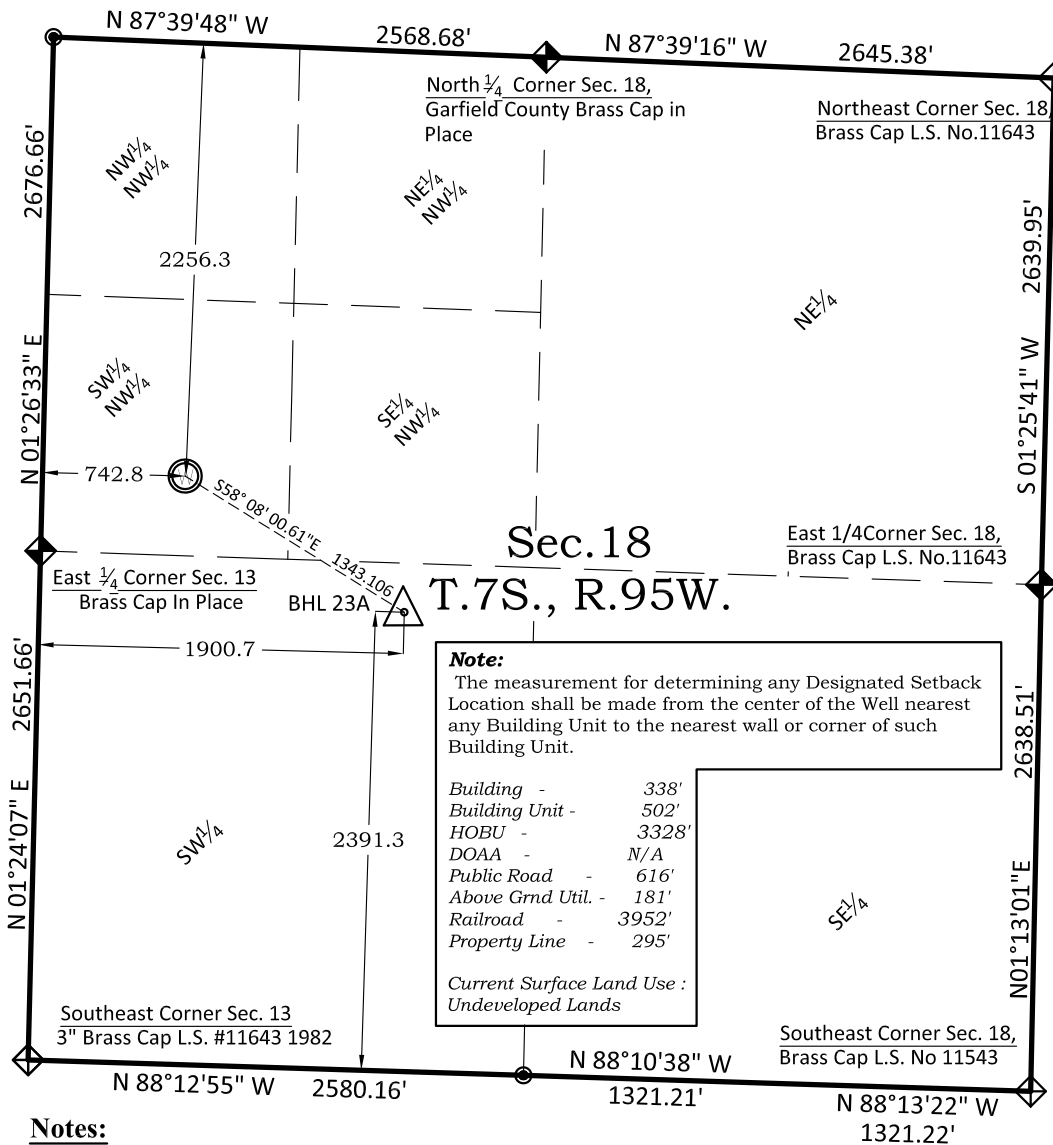 N 87°39'48" W
2568.68'
N 87°39'16" W
2645.38'
North 1/4 Corner Sec. 18,
Garfield County Brass Cap in
Place
Northeast Corner Sec. 18,
Brass Cap L.S. No.11643
2676.66'
NW1/4
NW1/4
NE1/4
NW1/4
2639.95'
2256.3
NE1/4
N 01°26'33" E
SW1/4
NW1/4
SE1/4
NW1/4
S 01°25'41" W
742.8
S58° 08' 00.61"E 1343.106
Sec.18
T.7S., R.95W.
East 1/4Corner Sec. 18,
Brass Cap L.S. No.11643
East 1/4 Corner Sec. 13
Brass Cap In Place
BHL 23A
1900.7
2651.66'
Note:
The measurement for determining any Designated Setback
Location shall be made from the center of the Well nearest
any Building Unit to the nearest wall or corner of such
Building Unit.
Building - 338'
Building Unit - 502'
HOBU - 3328'
DOAA - N/A
Public Road - 616'
Above Grnd Util. - 181'
Railroad - 3952'
Property Line - 295'
Current Surface Land Use :
Undeveloped Lands
2638.51'
N 01°24'07" E
SW1/4
2391.3
SE1/4
N01°13'01"E
Southeast Corner Sec. 13
3" Brass Cap L.S. #11643 1982
Southeast Corner Sec. 18,
Brass Cap L.S. No 11543
N 88°12'55" W
2580.16'
N 88°10'38" W
1321.21'
N 88°13'22" W
1321.22'
Notes: